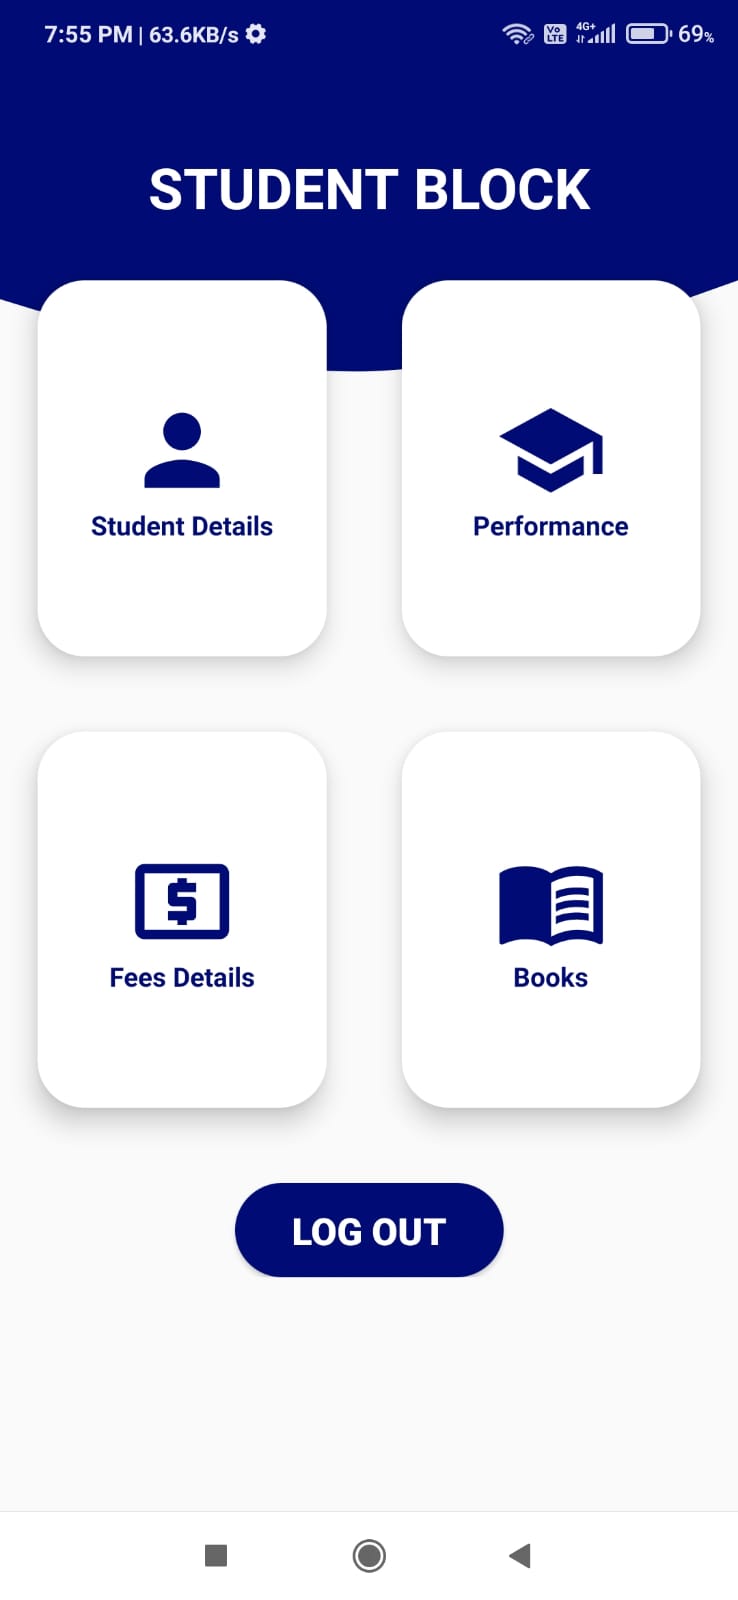 7:55 PM | 63.6KB/s Vo LTE 4G+ 69%
STUDENT BLOCK
Student Details Performance
$
Fees Details Books
LOG OUT